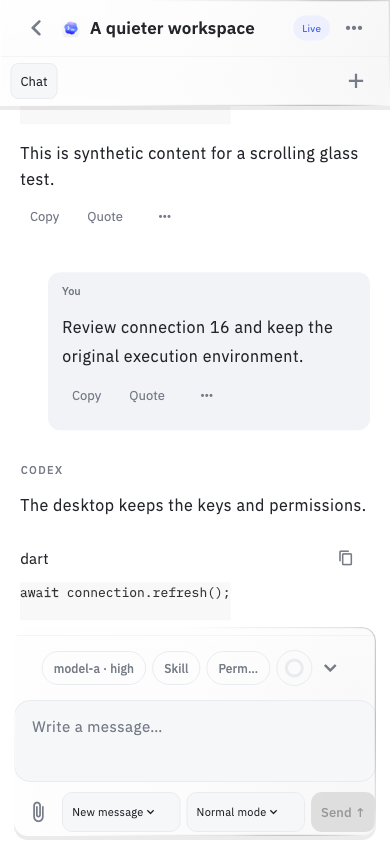 A quieter workspace
Live
Chat
This is synthetic content for a scrolling glass
test.
Copy
Quote
You
Review connection 16 and keep the
original execution environment.
Copy
Quote
CODEX
The desktop keeps the keys and permissions.
dart
await connection.refresh();
model-a · high
Skill
Perm...
Write a message...
New message
Normal mode
Send ↑